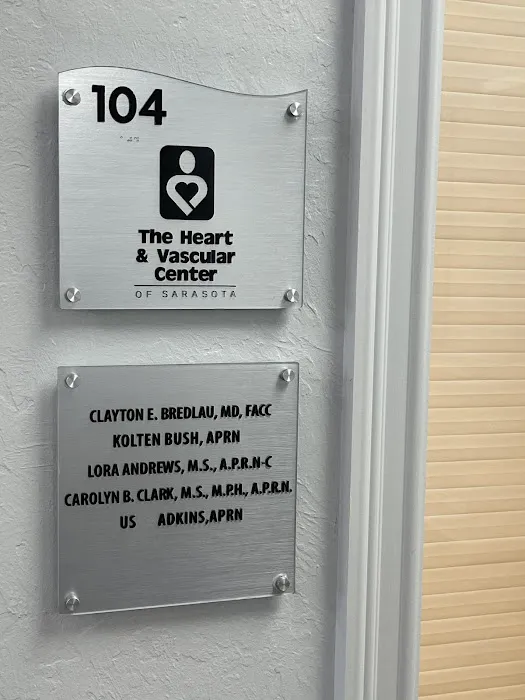 104
The Heart
& Vascular
Center
OF SARASOTA
CLAYTON E. BREDLAU, MD, FACC
KOLTEN BUSH, APRN
LORA ANDREWS, M.S., A.P.R.N-C
CAROLYN B. CLARK, M.S., M.P.H., A.P.R.N.
US ADKINS,APRN